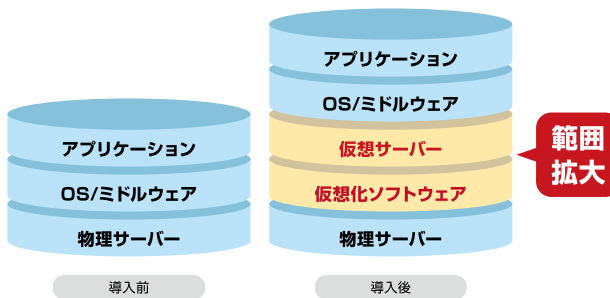 アプリケーション
OS/ミドルウェア
物理サーバー
導入前
アプリケーション
OS/ミドルウェア
仮想サーバー
仮想化ソフトウェア
物理サーバー
導入後
範囲
拡大